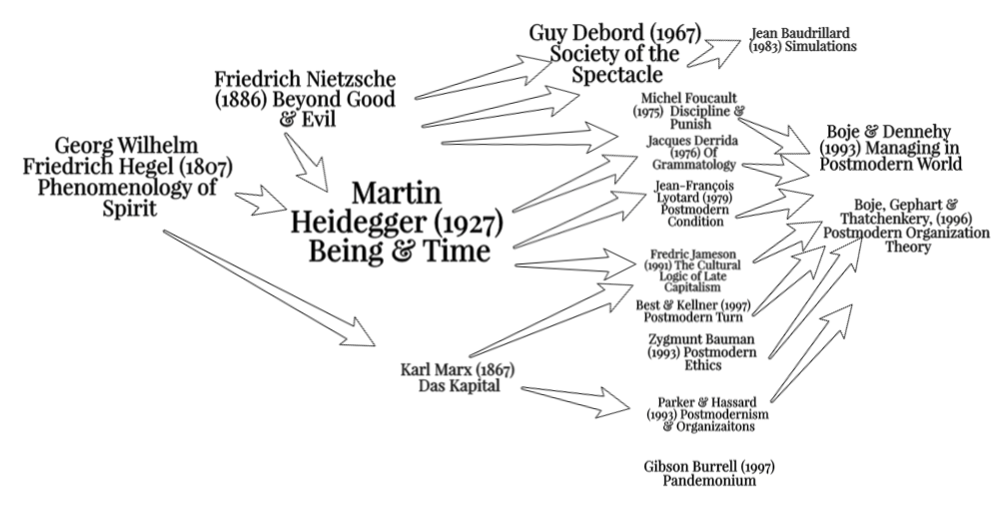 Guy Debord (1967)
Society of the
Spectacle
Jean Baudrillard
(1983) Simulations
Friedrich Nietzsche
(1886) Beyond Good
& Evil
Michel Foucault
(1975) Discipline &
Punish
Georg Wilhelm
Friedrich Hegel (1807)
Phenomenology of
Spirit
Jacques Derrida
(1976) Of
Grammatology
Boje & Dennehy
(1993) Managing in
Postmodern World
Martin
Heidegger (1927)
Being & Time
Jean-François
Lyotard (1979)
Postmodern
Condition
Boje, Gephart &
Thatchenkery, (1996)
Postmodern Organization
Theory
Fredric Jameson
(1991) The Cultural
Logic of Late
Capitalism
Best & Kellner (1997)
Postmodern Turn
Zygmunt Bauman
(1993) Postmodern
Ethics
Karl Marx (1867)
Das Kapital
Parker & Hassard
(1993) Postmodernism
& Organizaitons
Gibson Burrell (1997)
Pandemonium